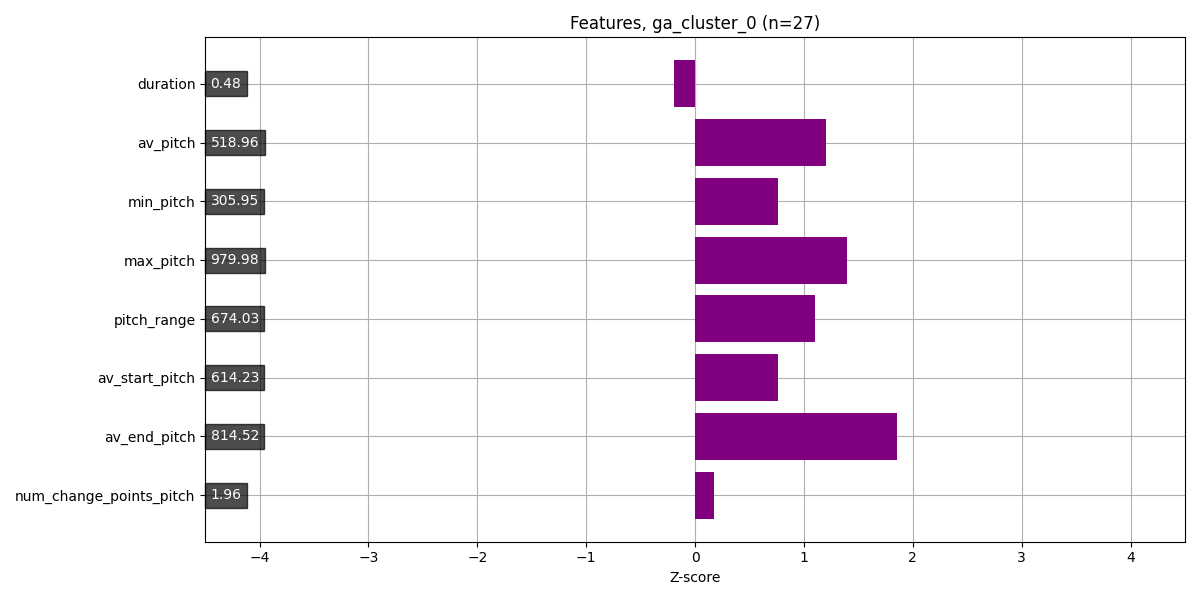 Features, ga_cluster_0 (n=27)
duration 0.48
av_pitch 518.96
min_pitch 305.95
max_pitch 979.98
pitch_range 674.03
av_start_pitch 614.23
av_end_pitch 814.52
num_change_points_pitch 1.96
−4 −3 −2 −1 0 1 2 3 4
Z-score